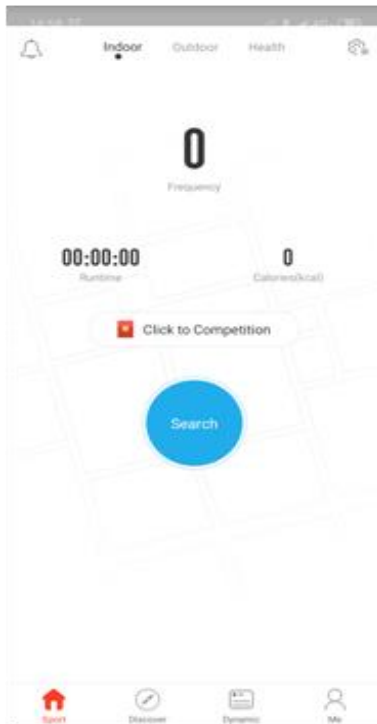 Indoor Outdoor Health
0
Frequency
00:00:00 0
Runtime Calories(kcal)
Click to Competition
Search
Sport Discover Dynamic Me